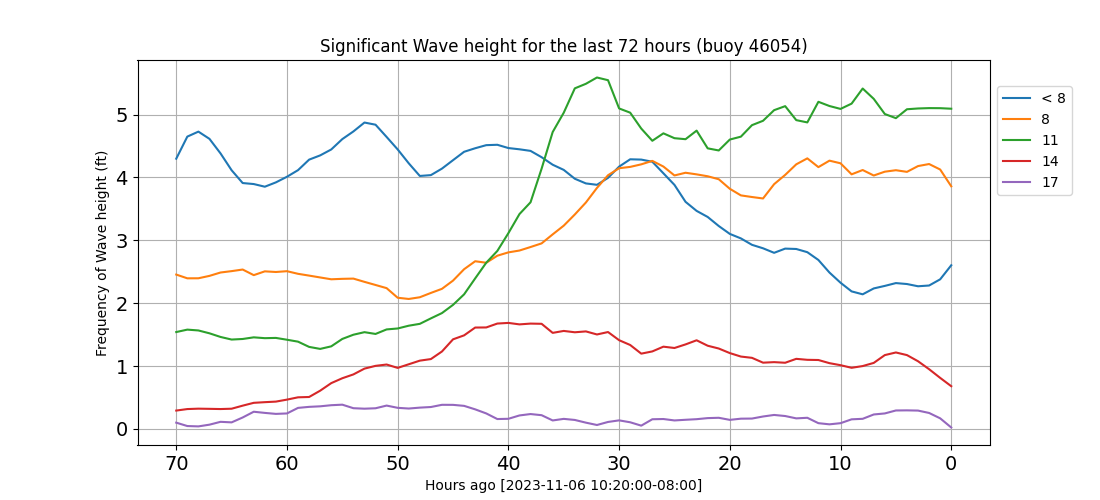 Significant Wave height for the last 72 hours (buoy 46054)
Frequency of Wave height (ft)
5
4
3
2
1
0
70 60 50 40 30 20 10 0
Hours ago [2023-11-06 10:20:00-08:00]
< 8
8
11
14
17